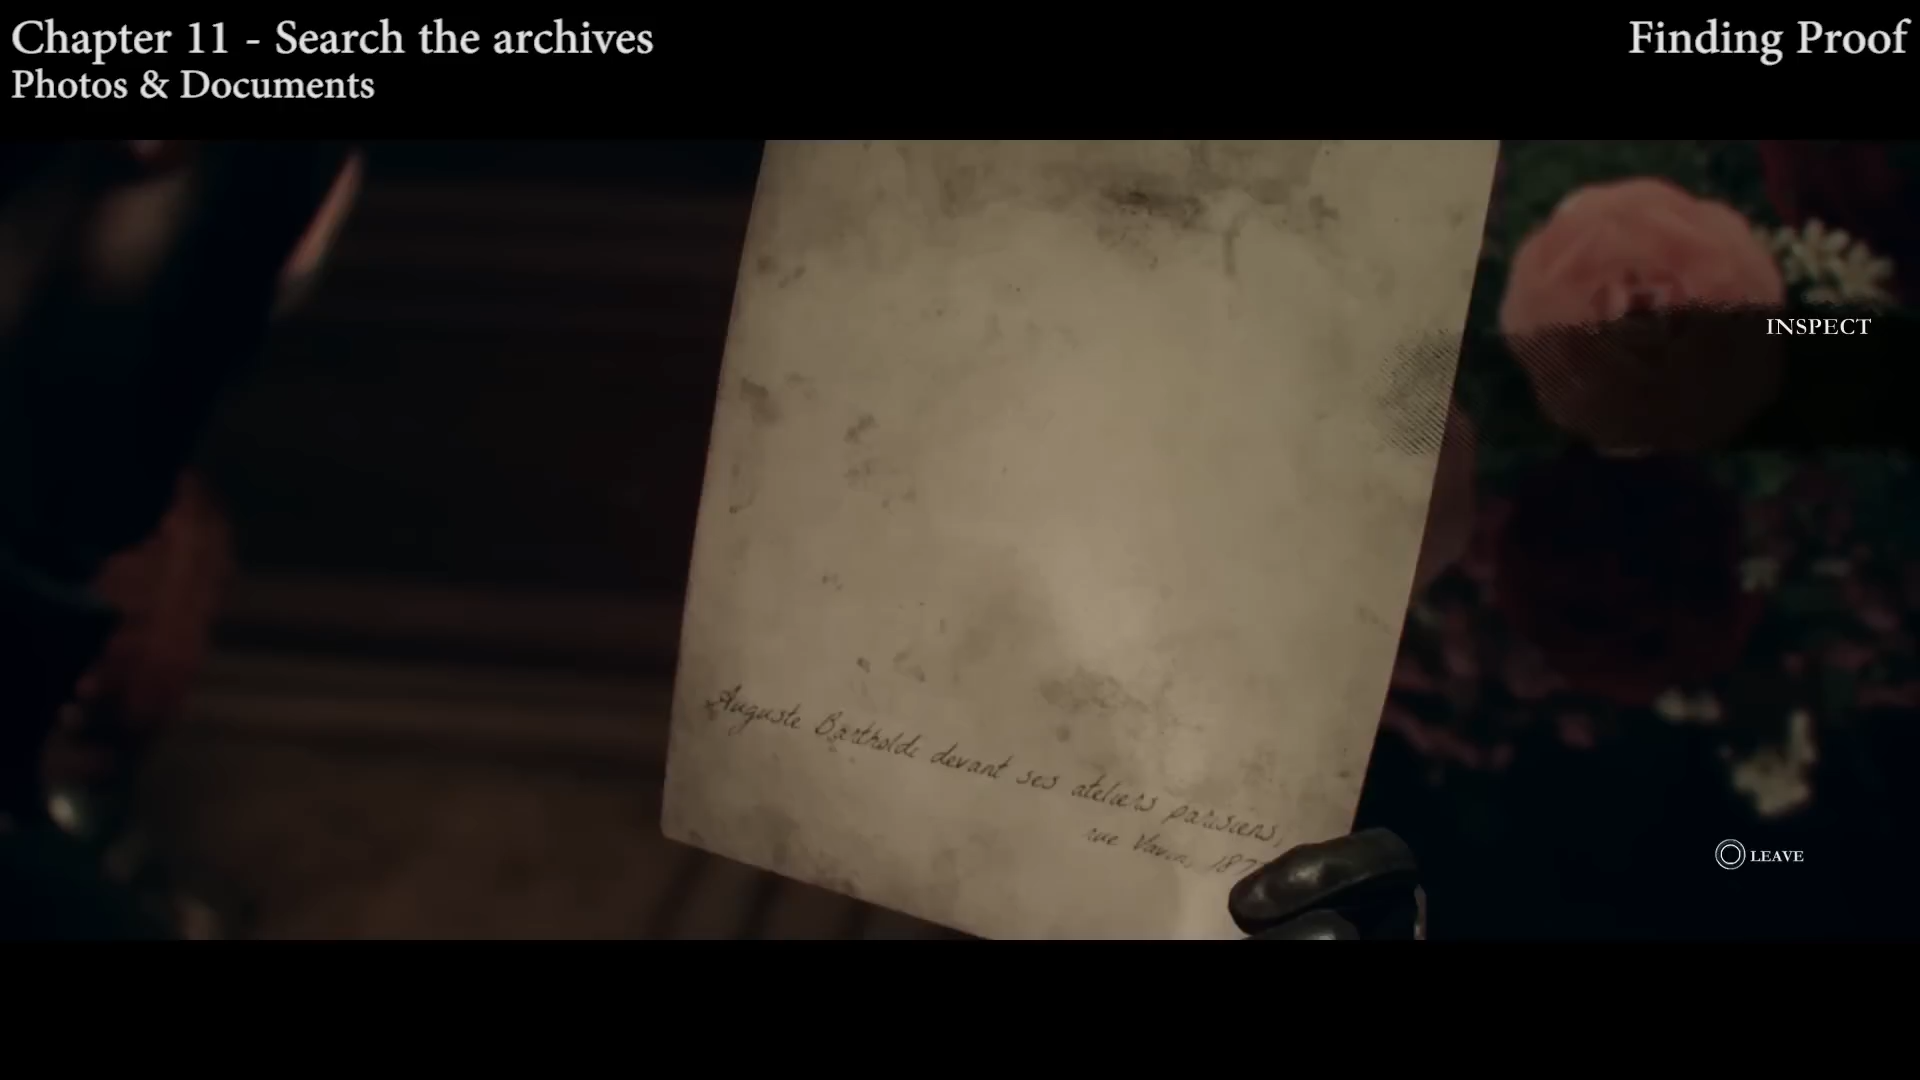 Chapter 11 - Search the archives
Photos & Documents
Finding Proof
INSPECT
Auguste Bartholdi devant ses ateliers parisiens,
rue Vavin, 187
LEAVE